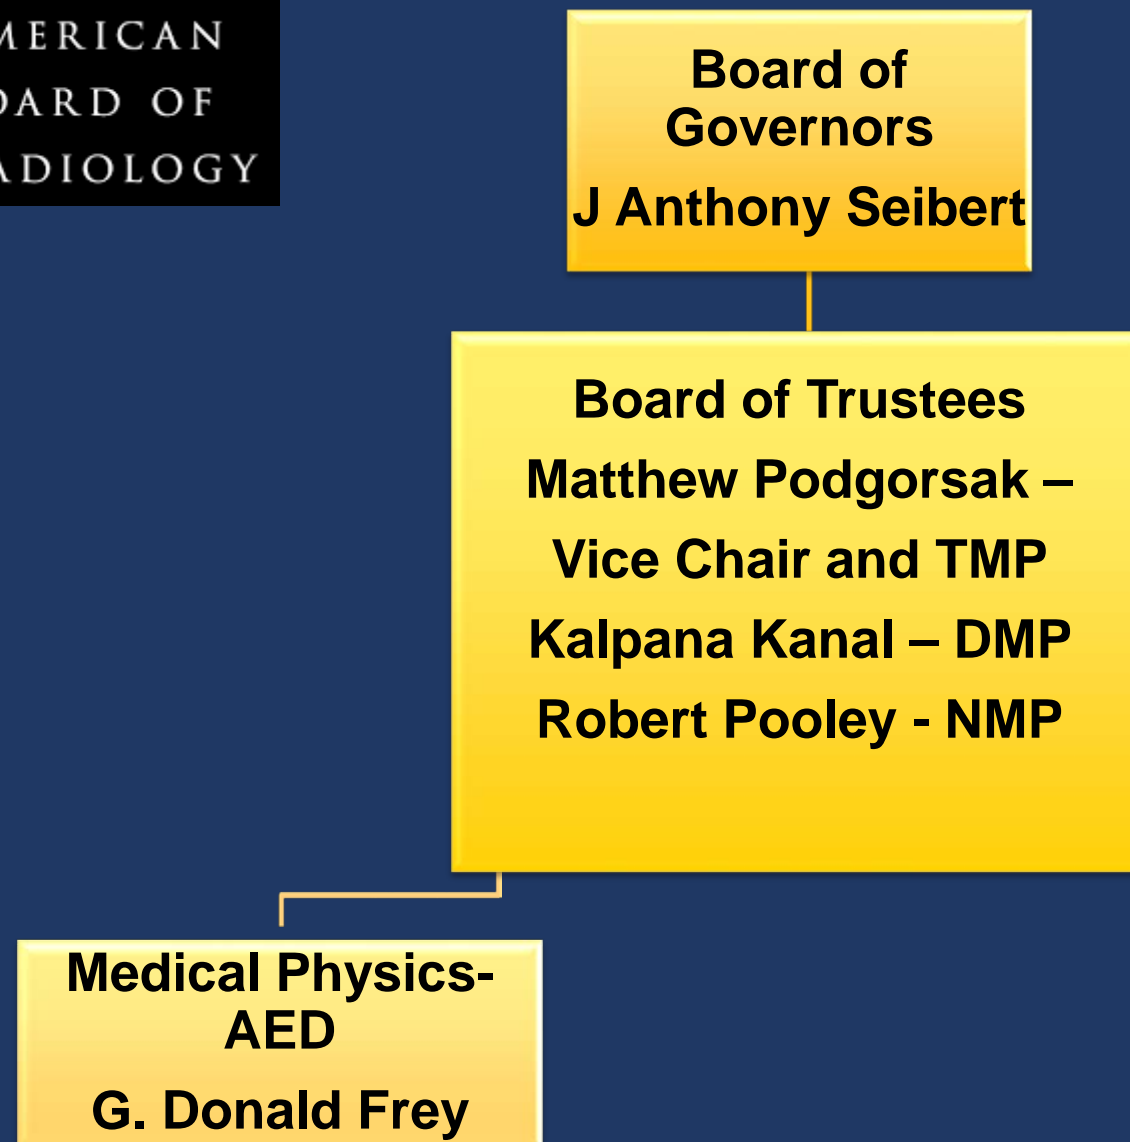 MERICAN
OARD OF
ADIOLOGY
Board of
Governors
J Anthony Seibert
Board of Trustees
Matthew Podgorsak –
Vice Chair and TMP
Kalpana Kanal – DMP
Robert Pooley - NMP
Medical Physics-
AED
G. Donald Frey